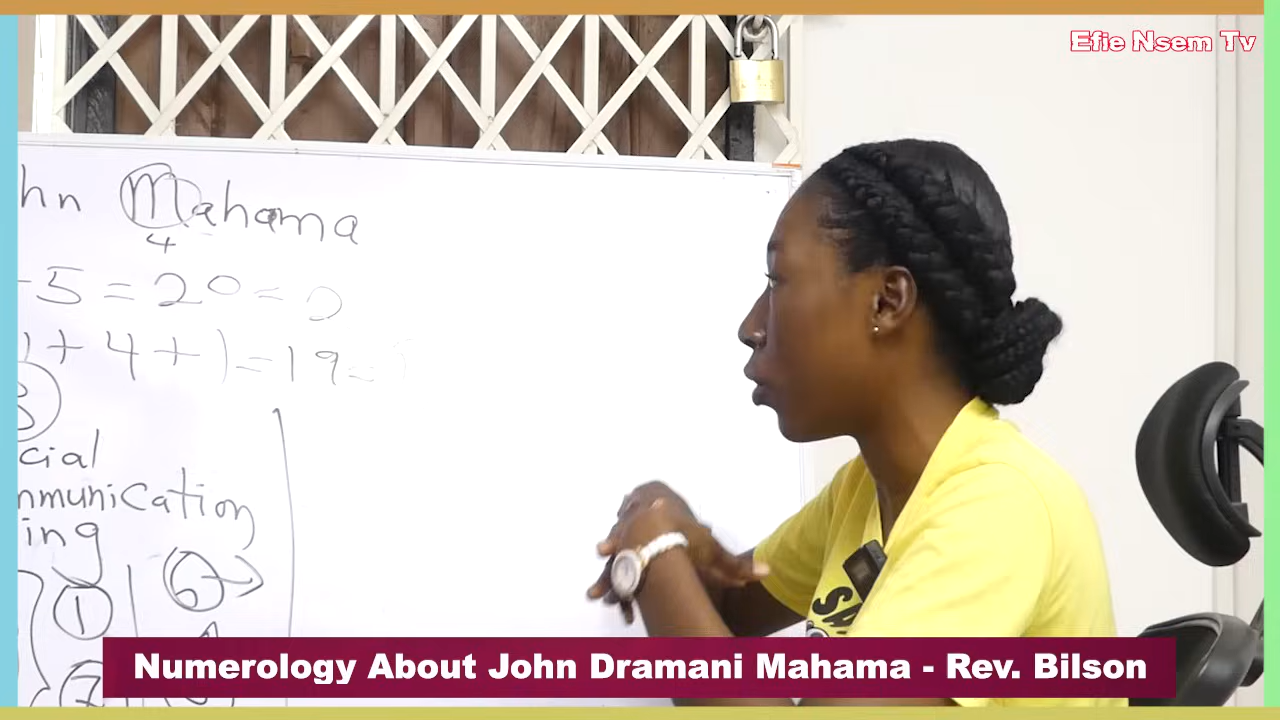 Efie Nsem Tv
hn Mahama
4
-5 = 20 = 0
+ 4 + ) = 19 =
cial
mmunication
ing
1
6
7
Numerology About John Dramani Mahama - Rev. Bilson